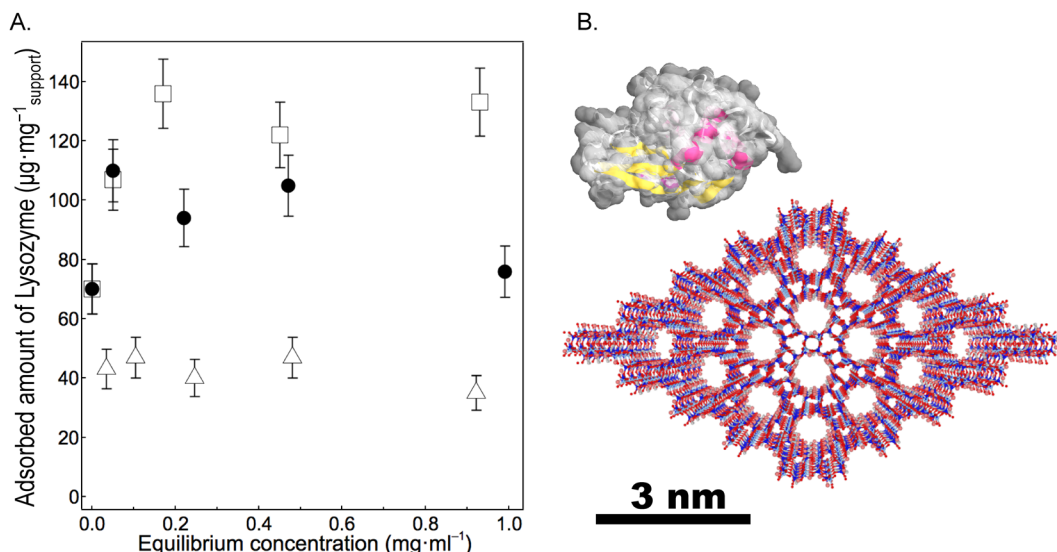 A.
Adsorbed amount of Lysozyme (µg·mg⁻¹support)
140
120
100
80
60
40
20
0
0.0
0.2
0.4
0.6
0.8
1.0
Equilibrium concentration (mg·ml⁻¹)
B.
3 nm